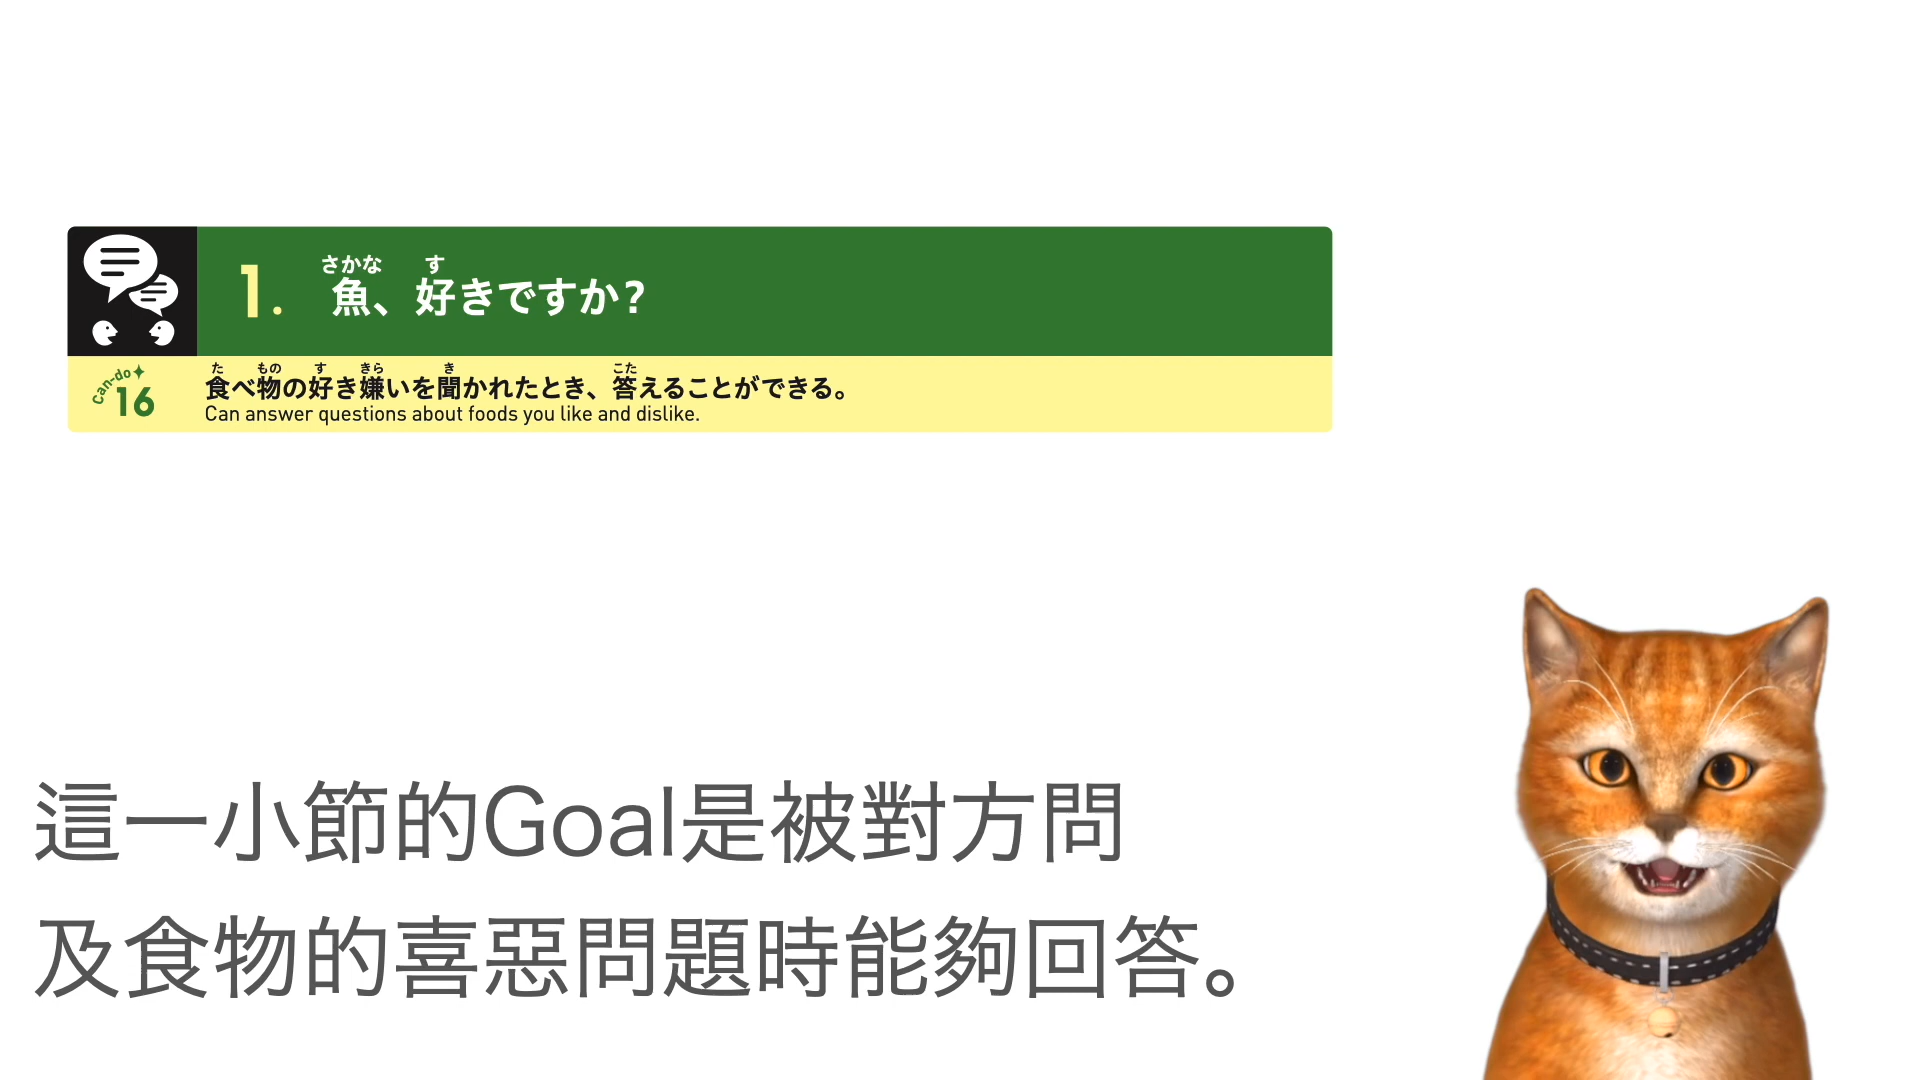 さかな す
1. 魚、好きですか?
た もの す きら き こた
Can-do 16 食べ物の好き嫌いを聞かれたとき、答えることができる。
Can answer questions about foods you like and dislike.
這一小節的Goal是被對方問
及食物的喜惡問題時能夠回答。